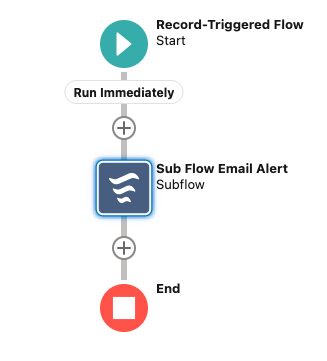 Record-Triggered Flow
Start
Run Immediately
Sub Flow Email Alert
Subflow
End